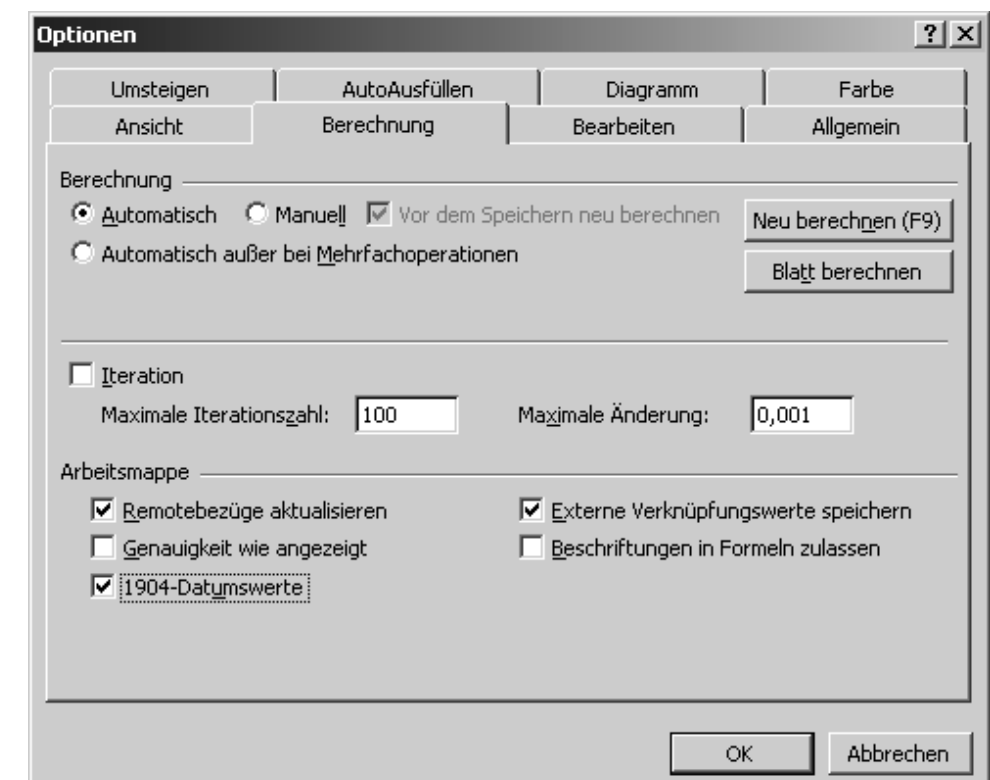 Optionen
Umsteigen AutoAusfüllen Diagramm Farbe
Ansicht Berechnung Bearbeiten Allgemein
Berechnung
Automatisch Manuell Vor dem Speichern neu berechnen Neu berechnen (F9)
Automatisch außer bei Mehrfachoperationen
Blatt berechnen
Iteration
Maximale Iterationszahl: 100 Maximale Änderung: 0,001
Arbeitsmappe
Remotebezüge aktualisieren Externe Verknüpfungswerte speichern
Genauigkeit wie angezeigt Beschriftungen in Formeln zulassen
1904-Datumswerte
OK Abbrechen